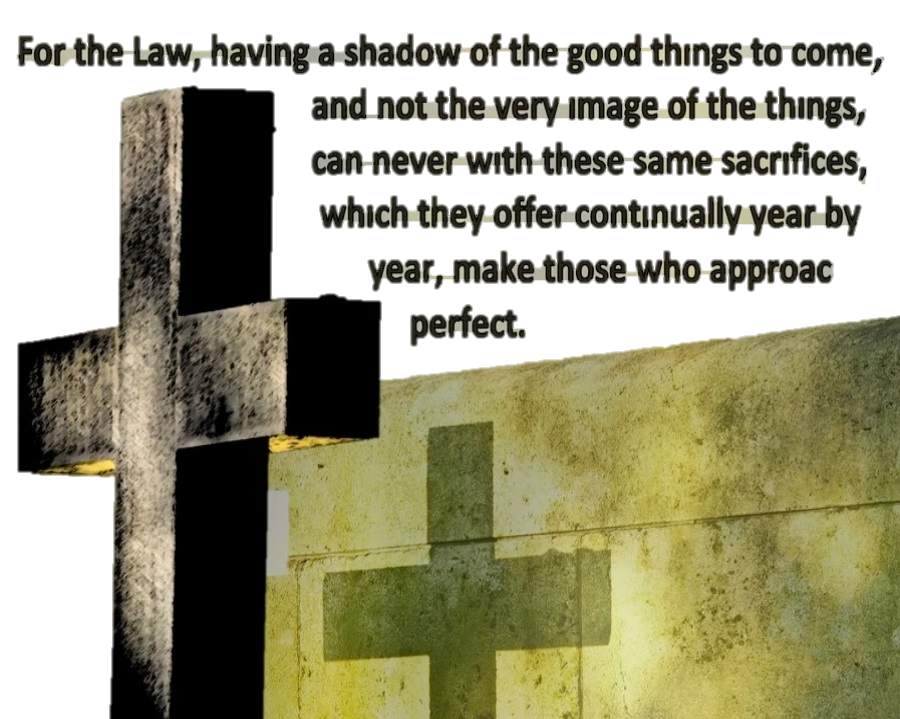 For the Law, having a shadow of the good things to come,
and not the very image of the things,
can never with these same sacrifices,
which they offer continually year by
year, make those who approac
perfect.